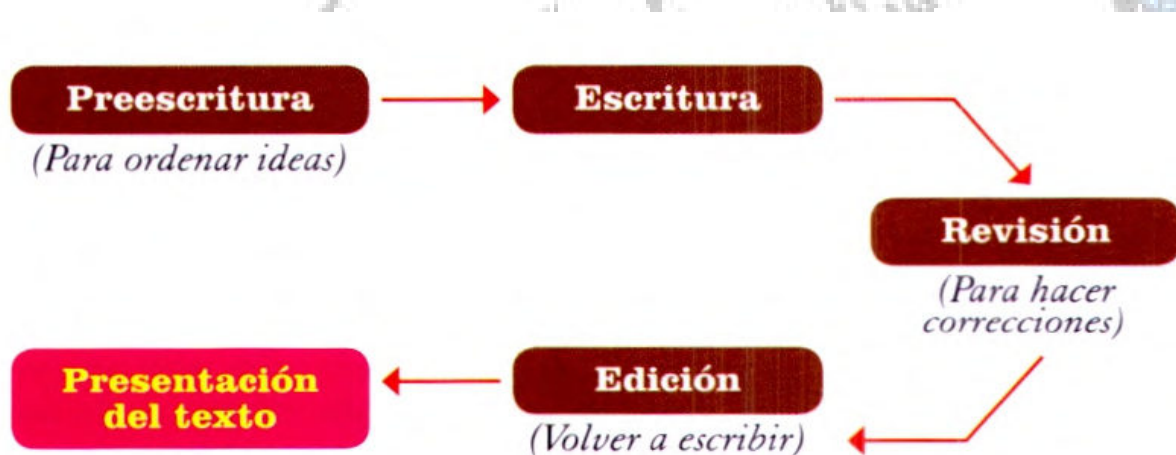 Preescritura
(Para ordenar ideas)
Escritura
Revisión
(Para hacer
correcciones)
Edición
(Volver a escribir)
Presentación
del texto